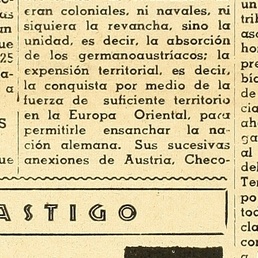 eran coloniales, ni navales, ni
siquiera la revancha, sino la
unidad, es decir, la absorción
de los germanoaustríacos; la
expensión territorial, es decir,
la conquista por medio de la
fuerza de suficiente territorio
en la Europa Oriental, para
permitirle ensanchar la na-
ción alemana. Sus sucesivas
anexiones de Austria, Checo-
ASTIGO